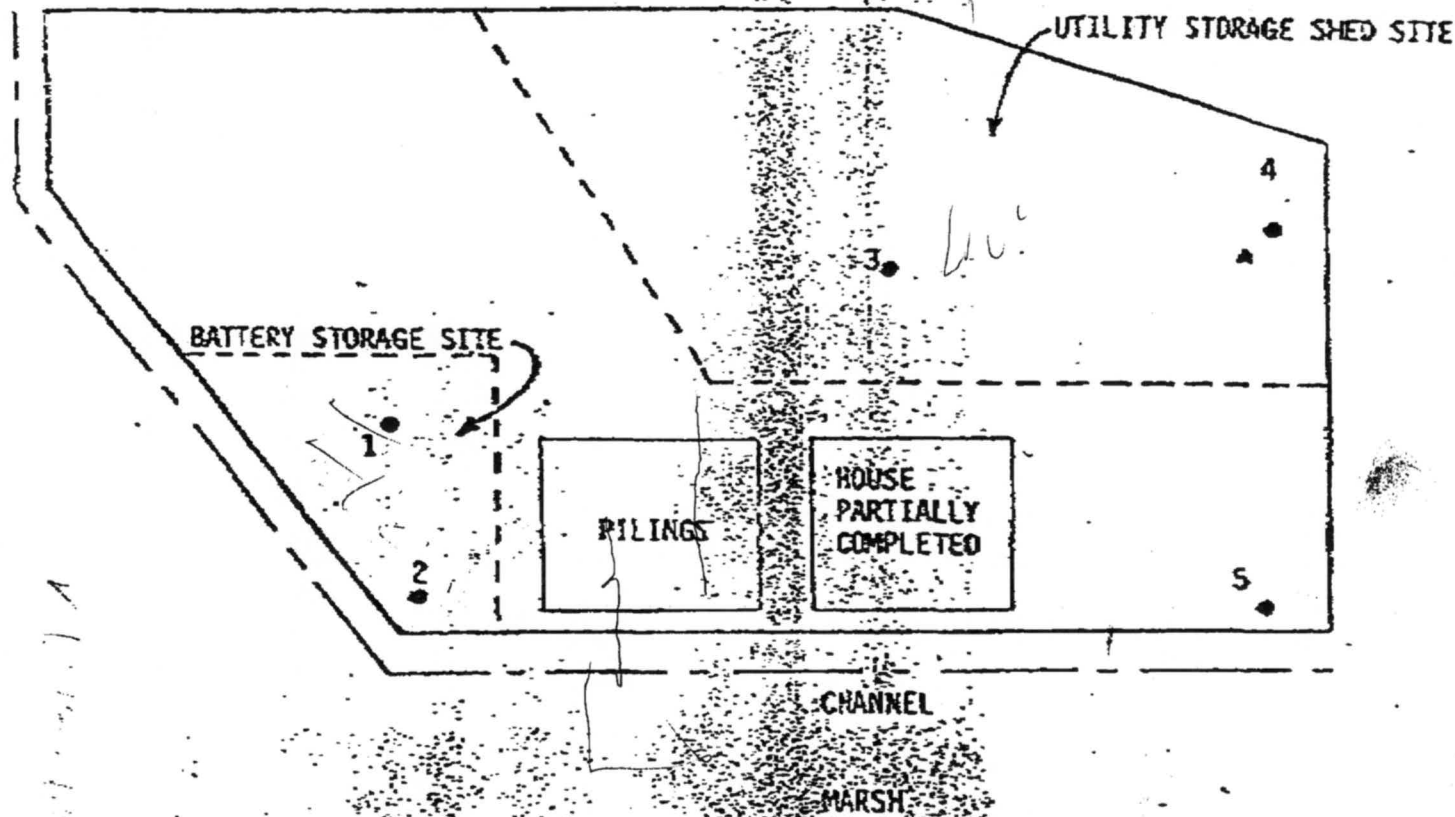 UTILITY STORAGE SHED SITE
4
3
BATTERY STORAGE SITE
1
HOUSE
PARTIALLY
COMPLETED
PILINGS
2
5
CHANNEL
MARSH